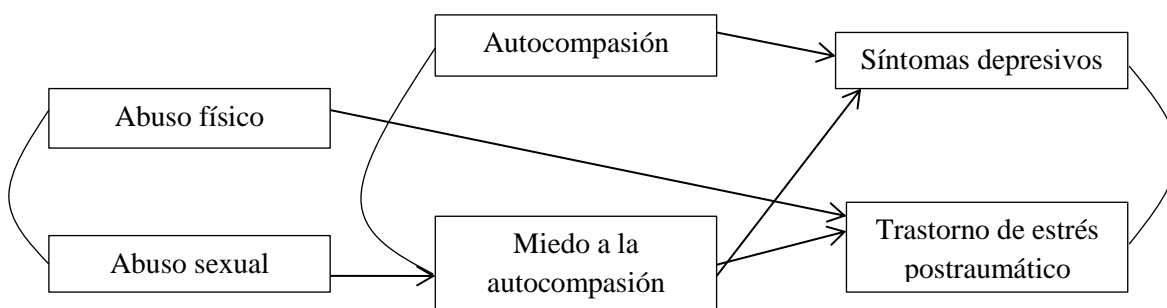 Autocompasión
Síntomas depresivos
Abuso físico
Abuso sexual
Miedo a la
autocompasión
Trastorno de estrés
postraumático